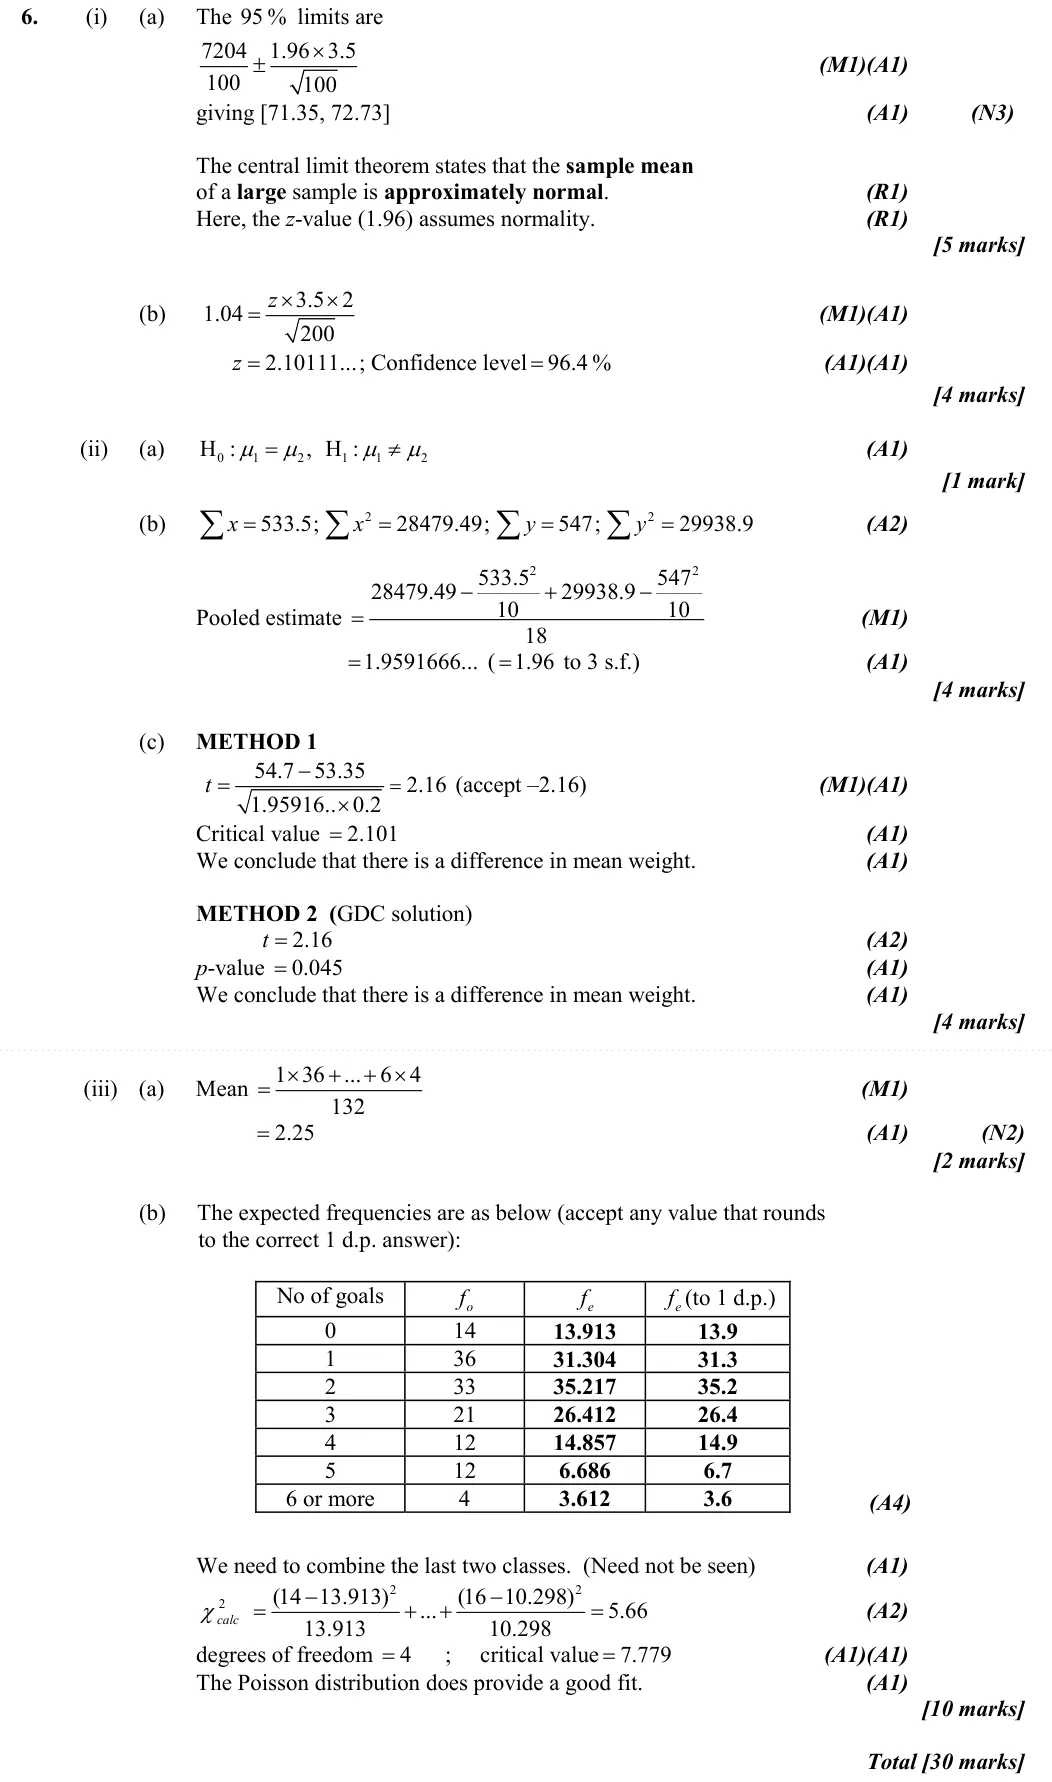 6. (i) (a) The 95 % limits are
7204/100 ± 1.96×3.5/√100 (M1)(A1)
giving [71.35, 72.73] (A1) (N3)
The central limit theorem states that the sample mean
of a large sample is approximately normal. (R1)
Here, the z-value (1.96) assumes normality. (R1)
[5 marks]
(b) 1.04 = z×3.5×2/√200 (M1)(A1)
z = 2.10111...; Confidence level = 96.4 % (A1)(A1)
[4 marks]
(ii) (a) H₀ : μ₁ = μ₂, H₁ : μ₁ ≠ μ₂ (A1)
[1 mark]
(b) ∑x = 533.5; ∑x² = 28479.49; ∑y = 547; ∑y² = 29938.9 (A2)
Pooled estimate = (28479.49 − 533.5²/10 + 29938.9 − 547²/10)/18 (M1)
= 1.9591666... ( = 1.96 to 3 s.f.) (A1)
[4 marks]
(c) METHOD 1
t = (54.7 − 53.35)/√(1.95916.. × 0.2) = 2.16 (accept –2.16) (M1)(A1)
Critical value = 2.101 (A1)
We conclude that there is a difference in mean weight. (A1)
METHOD 2 (GDC solution)
t = 2.16 (A2)
p-value = 0.045 (A1)
We conclude that there is a difference in mean weight. (A1)
[4 marks]
(iii) (a) Mean = (1×36 + ... + 6×4)/132 (M1)
= 2.25 (A1) (N2)
[2 marks]
(b) The expected frequencies are as below (accept any value that rounds
to the correct 1 d.p. answer):
No of goals fₒ fₑ fₑ (to 1 d.p.)
0 14 13.913 13.9
1 36 31.304 31.3
2 33 35.217 35.2
3 21 26.412 26.4
4 12 14.857 14.9
5 12 6.686 6.7
6 or more 4 3.612 3.6 (A4)
We need to combine the last two classes. (Need not be seen) (A1)
χ²calc = (14 − 13.913)²/13.913 + ... + (16 − 10.298)²/10.298 = 5.66 (A2)
degrees of freedom = 4 ; critical value = 7.779 (A1)(A1)
The Poisson distribution does provide a good fit. (A1)
[10 marks]
Total [30 marks]